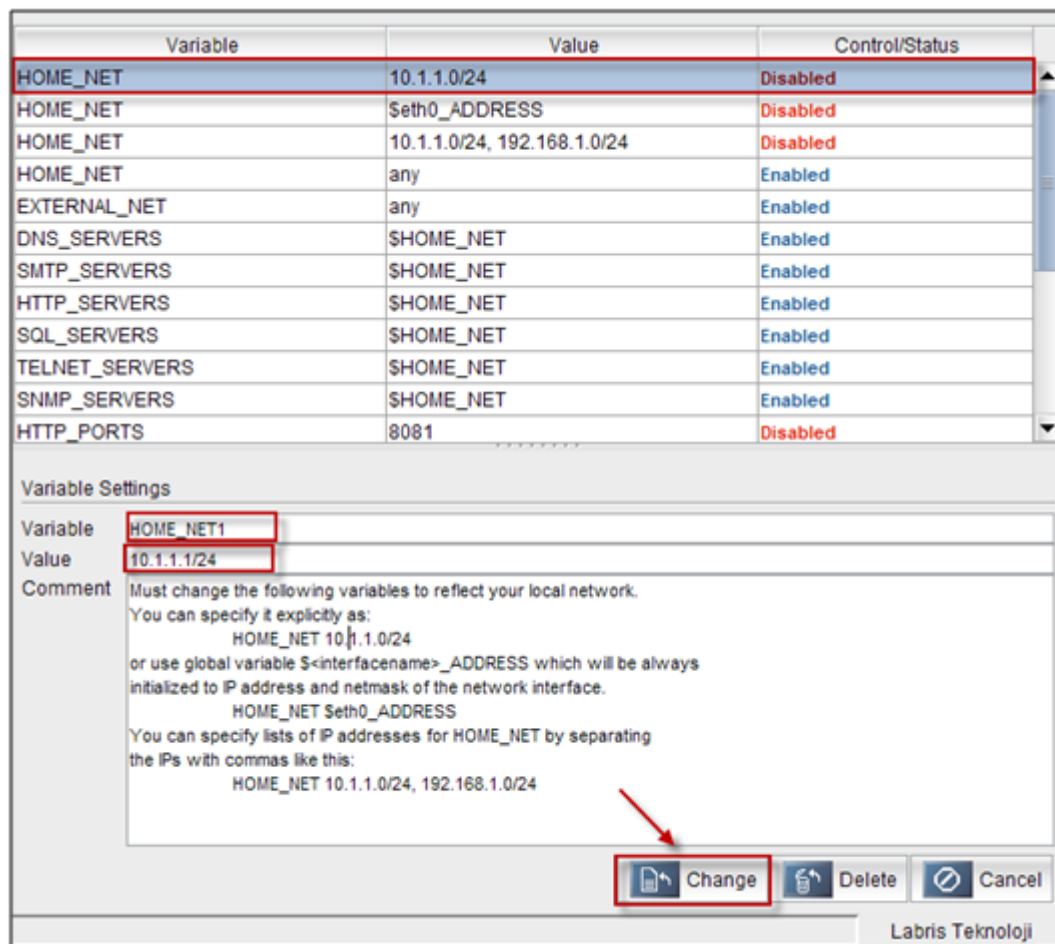 Variable Value Control/Status
HOME_NET 10.1.1.0/24 Disabled
HOME_NET $eth0_ADDRESS Disabled
HOME_NET 10.1.1.0/24, 192.168.1.0/24 Disabled
HOME_NET any Enabled
EXTERNAL_NET any Enabled
DNS_SERVERS $HOME_NET Enabled
SMTP_SERVERS $HOME_NET Enabled
HTTP_SERVERS $HOME_NET Enabled
SQL_SERVERS $HOME_NET Enabled
TELNET_SERVERS $HOME_NET Enabled
SNMP_SERVERS $HOME_NET Enabled
HTTP_PORTS 8081 Disabled
Variable Settings
Variable HOME_NET1
Value 10.1.1.1/24
Comment Must change the following variables to reflect your local network.
You can specify it explicitly as:
HOME_NET 10.1.1.0/24
or use global variable $<interfacename>_ADDRESS which will be always
initialized to IP address and netmask of the network interface.
HOME_NET $eth0_ADDRESS
You can specify lists of IP addresses for HOME_NET by separating
the IPs with commas like this:
HOME_NET 10.1.1.0/24, 192.168.1.0/24
Change Delete Cancel
Labris Teknoloji